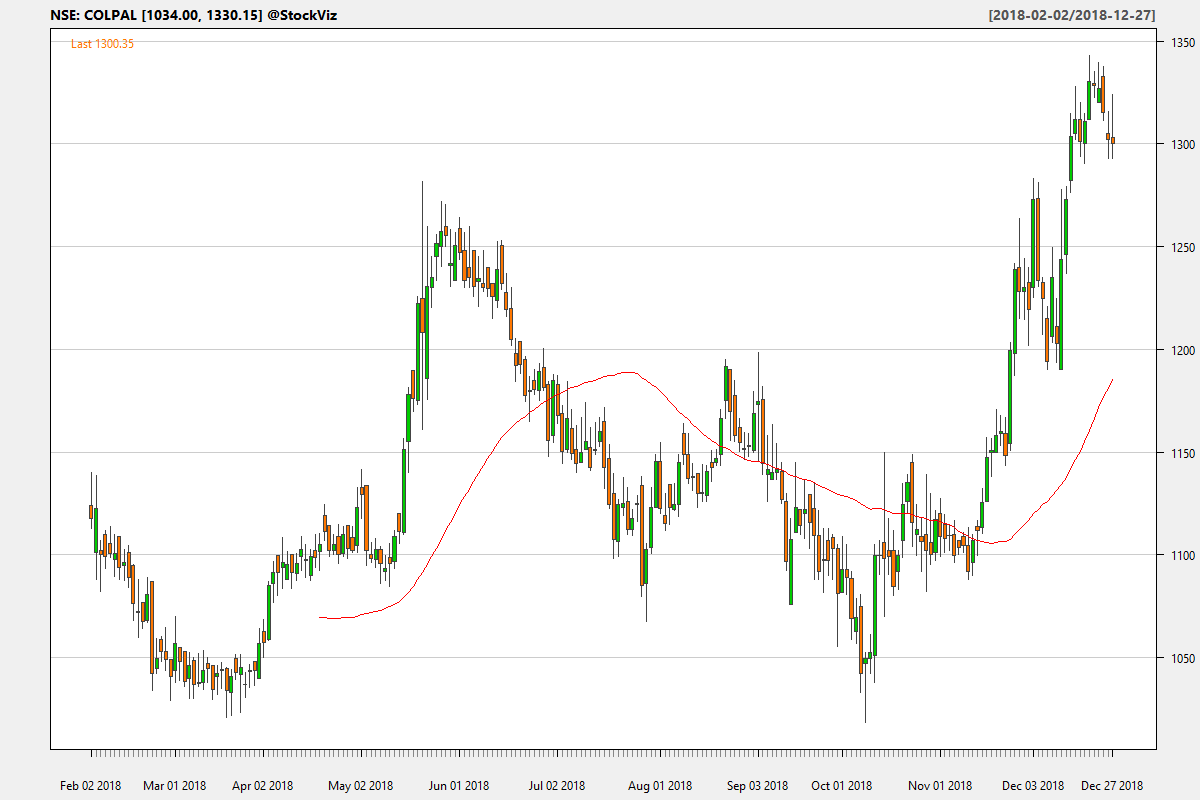 NSE: COLPAL [1034.00, 1330.15] @StockViz
[2018-02-02/2018-12-27]
Last 1300.35
1350
1300
1250
1200
1150
1100
1050
Feb 02 2018
Mar 01 2018
Apr 02 2018
May 02 2018
Jun 01 2018
Jul 02 2018
Aug 01 2018
Sep 03 2018
Oct 01 2018
Nov 01 2018
Dec 03 2018
Dec 27 2018